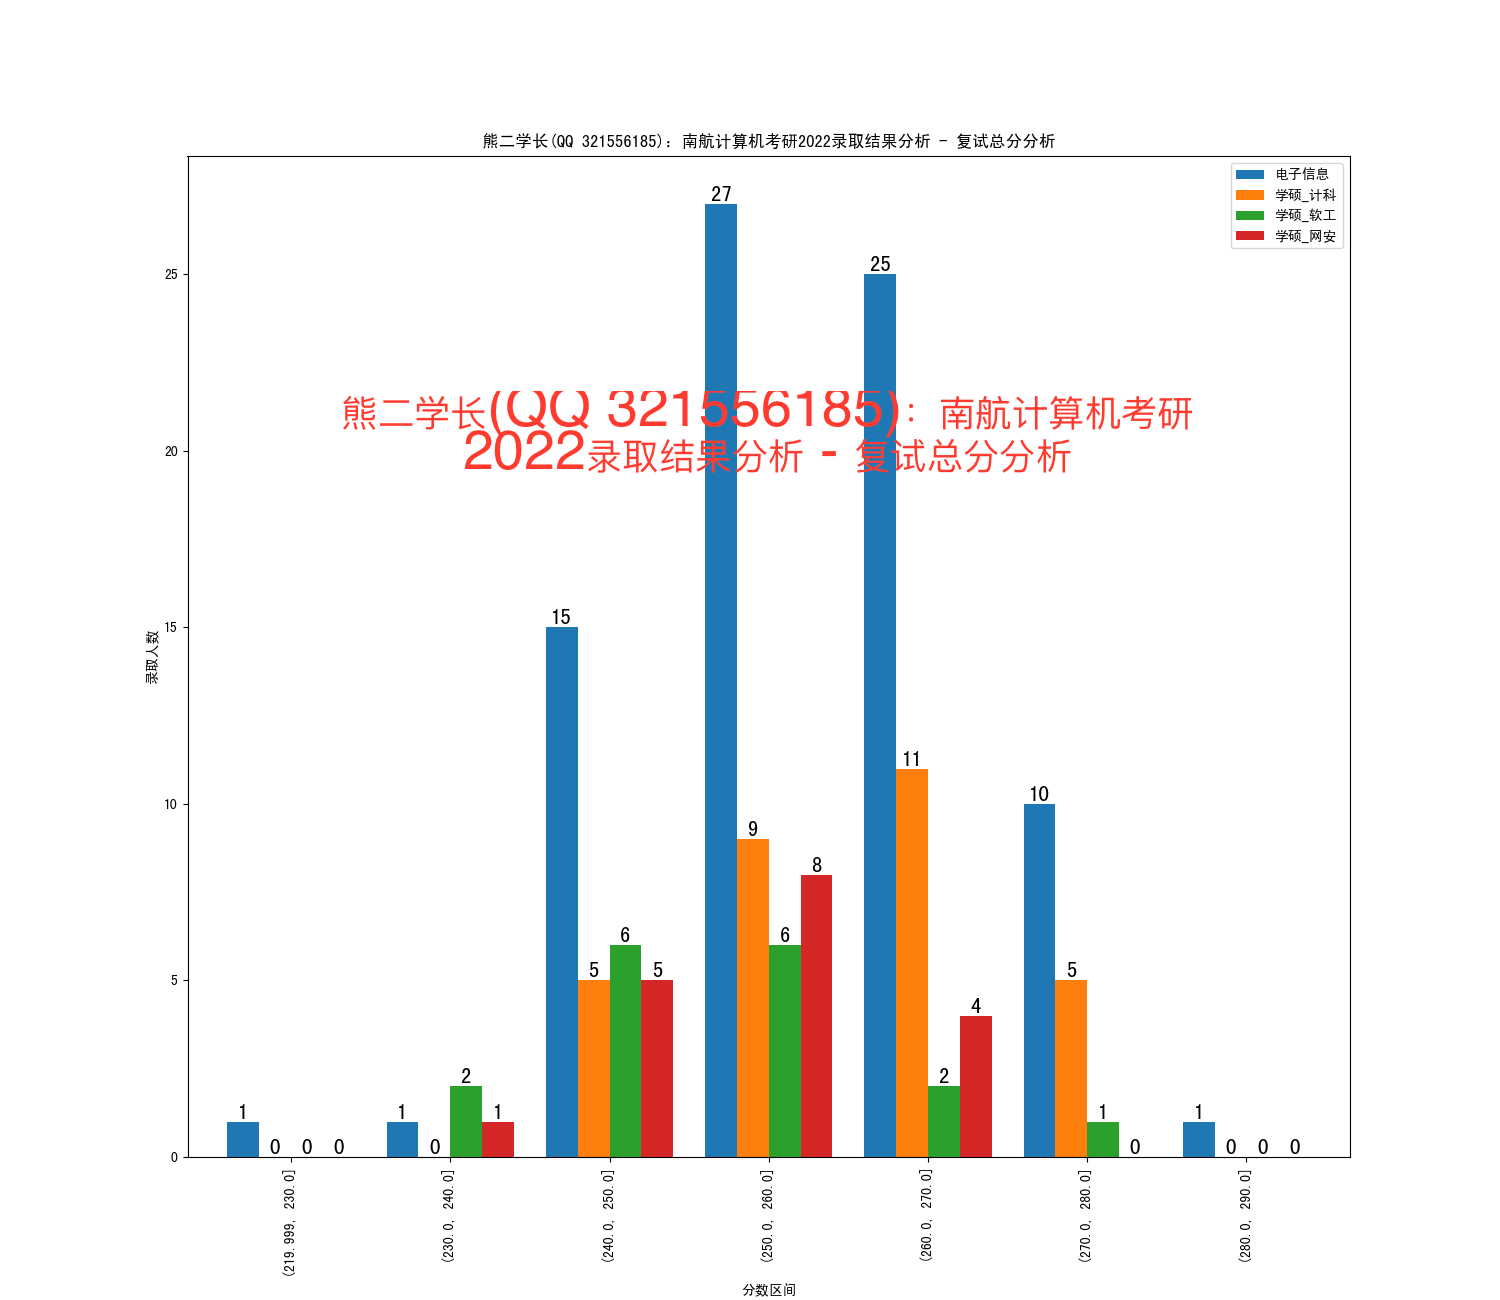 熊二学长(QQ 321556185): 南航计算机考研2022录取结果分析 - 复试总分分析
电子信息
学硕_计科
学硕_软工
学硕_网安
熊二学长(QQ 321556185): 南航计算机考研
2022录取结果分析 - 复试总分分析
录取人数
25
20
15
10
5
0
1 0 0 0
1 0 2 1
15 5 6 5
27 9 6 8
25 11 2 4
10 5 1 0
1 0 0 0
(219.999, 230.0]
(230.0, 240.0]
(240.0, 250.0]
(250.0, 260.0]
(260.0, 270.0]
(270.0, 280.0]
(280.0, 290.0]
分数区间